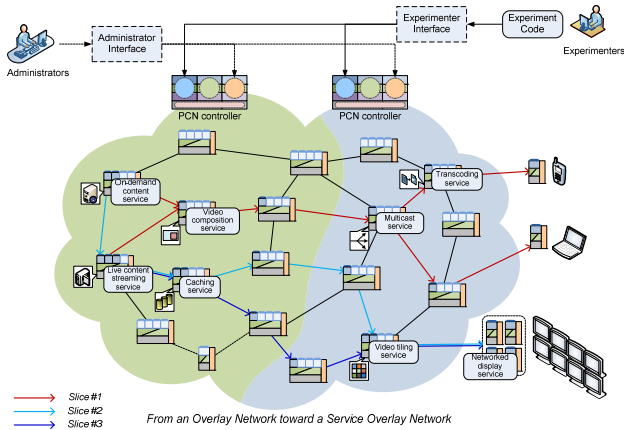 Experimenter
Interface
Experiment
Code
Administrator
Interface
Administrators
Experimenters
PCN controller
PCN controller
On-demand
content
service
Transcoding
service
Video
composition
service
Multicast
service
Live content
streaming
service
Caching
service
Video tiling
service
Networked
display
service
Slice #1
Slice #2
Slice #3
From an Overlay Network toward a Service Overlay Network